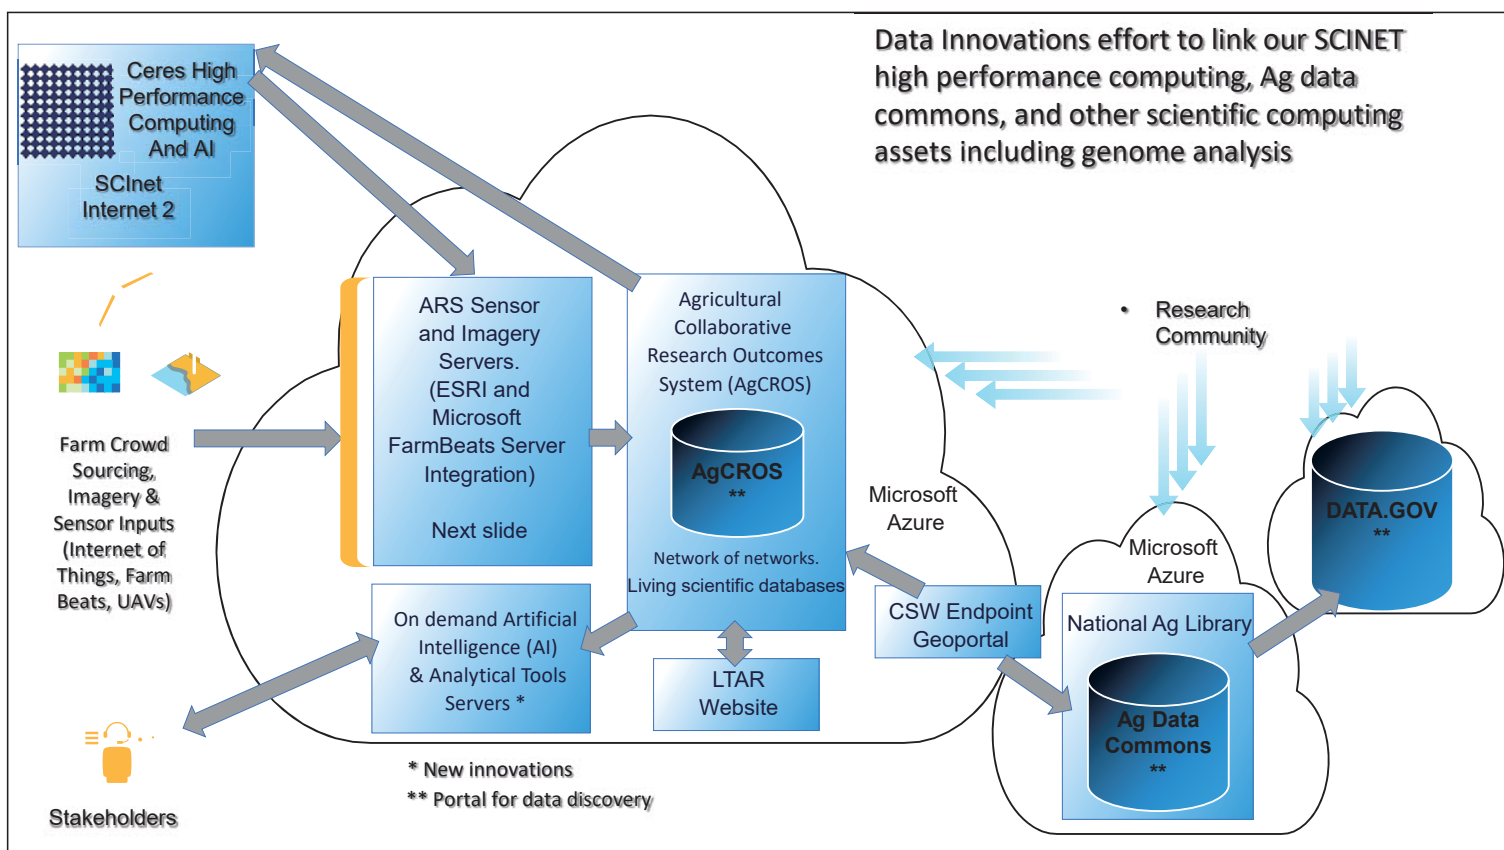 Data Innovations effort to link our SCINET
high performance computing, Ag data
commons, and other scientific computing
assets including genome analysis
Ceres High
Performance
Computing
And AI
SCInet
Internet 2
ARS Sensor
and Imagery
Servers.
(ESRI and
Microsoft
FarmBeats Server
Integration)
Next slide
Agricultural
Collaborative
Research Outcomes
System (AgCROS)
AgCROS
**
Network of networks.
Living scientific databases
• Research
Community
Farm Crowd
Sourcing,
Imagery &
Sensor Inputs
(Internet of
Things, Farm
Beats, UAVs)
Microsoft
Azure
DATA.GOV
**
Microsoft
Azure
On demand Artificial
Intelligence (AI)
& Analytical Tools
Servers *
LTAR
Website
CSW Endpoint
Geoportal
National Ag Library
Ag Data
Commons
**
* New innovations
** Portal for data discovery
Stakeholders